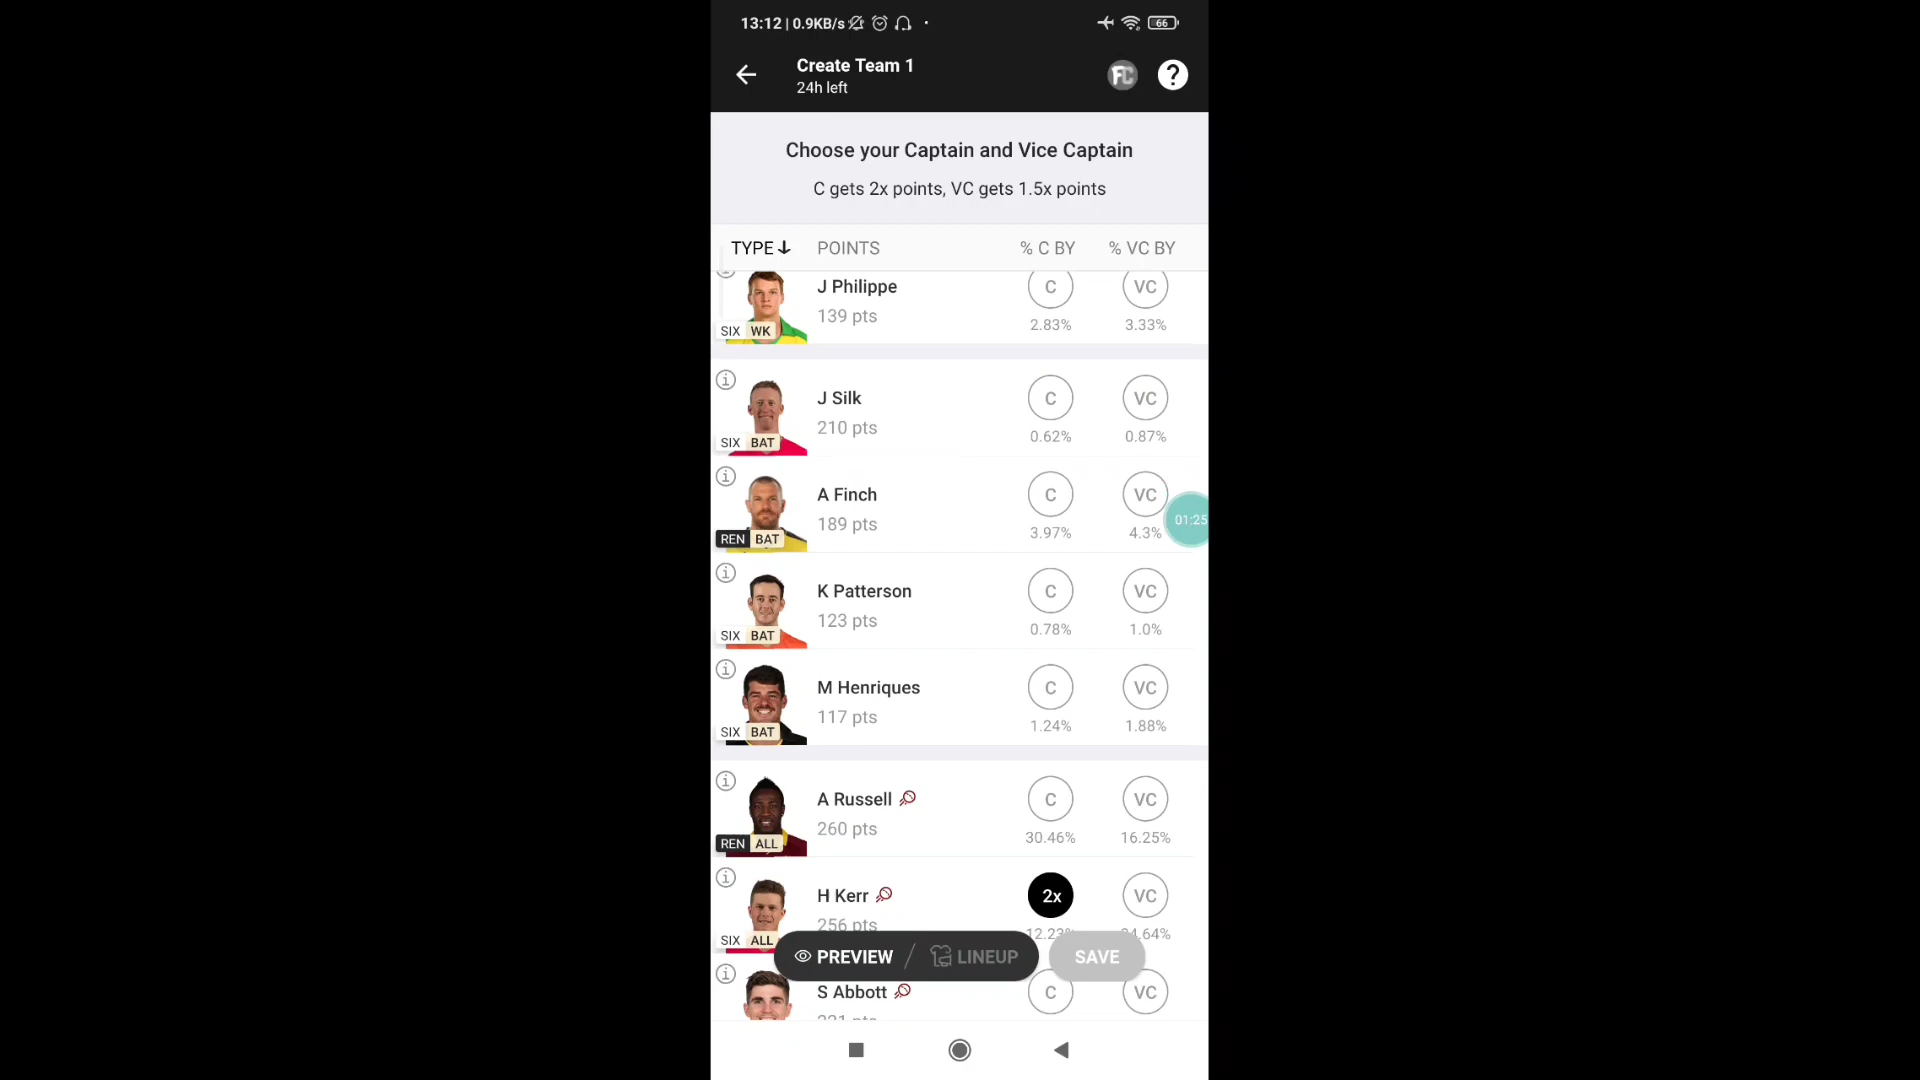 13:12 | 0.9KB/s
66
Create Team 1
24h left
FC
?
Choose your Captain and Vice Captain
C gets 2x points, VC gets 1.5x points
TYPE POINTS % C BY % VC BY
J Philippe C VC
139 pts
SIX WK 2.83% 3.33%
J Silk C VC
210 pts
SIX BAT 0.62% 0.87%
A Finch C VC
189 pts 01:25
REN BAT 3.97% 4.3%
K Patterson C VC
123 pts
SIX BAT 0.78% 1.0%
M Henriques C VC
117 pts
SIX BAT 1.24% 1.88%
A Russell C VC
260 pts
REN ALL 30.46% 16.25%
H Kerr 2x VC
256 pts
SIX ALL
PREVIEW / LINEUP SAVE
S Abbott C VC